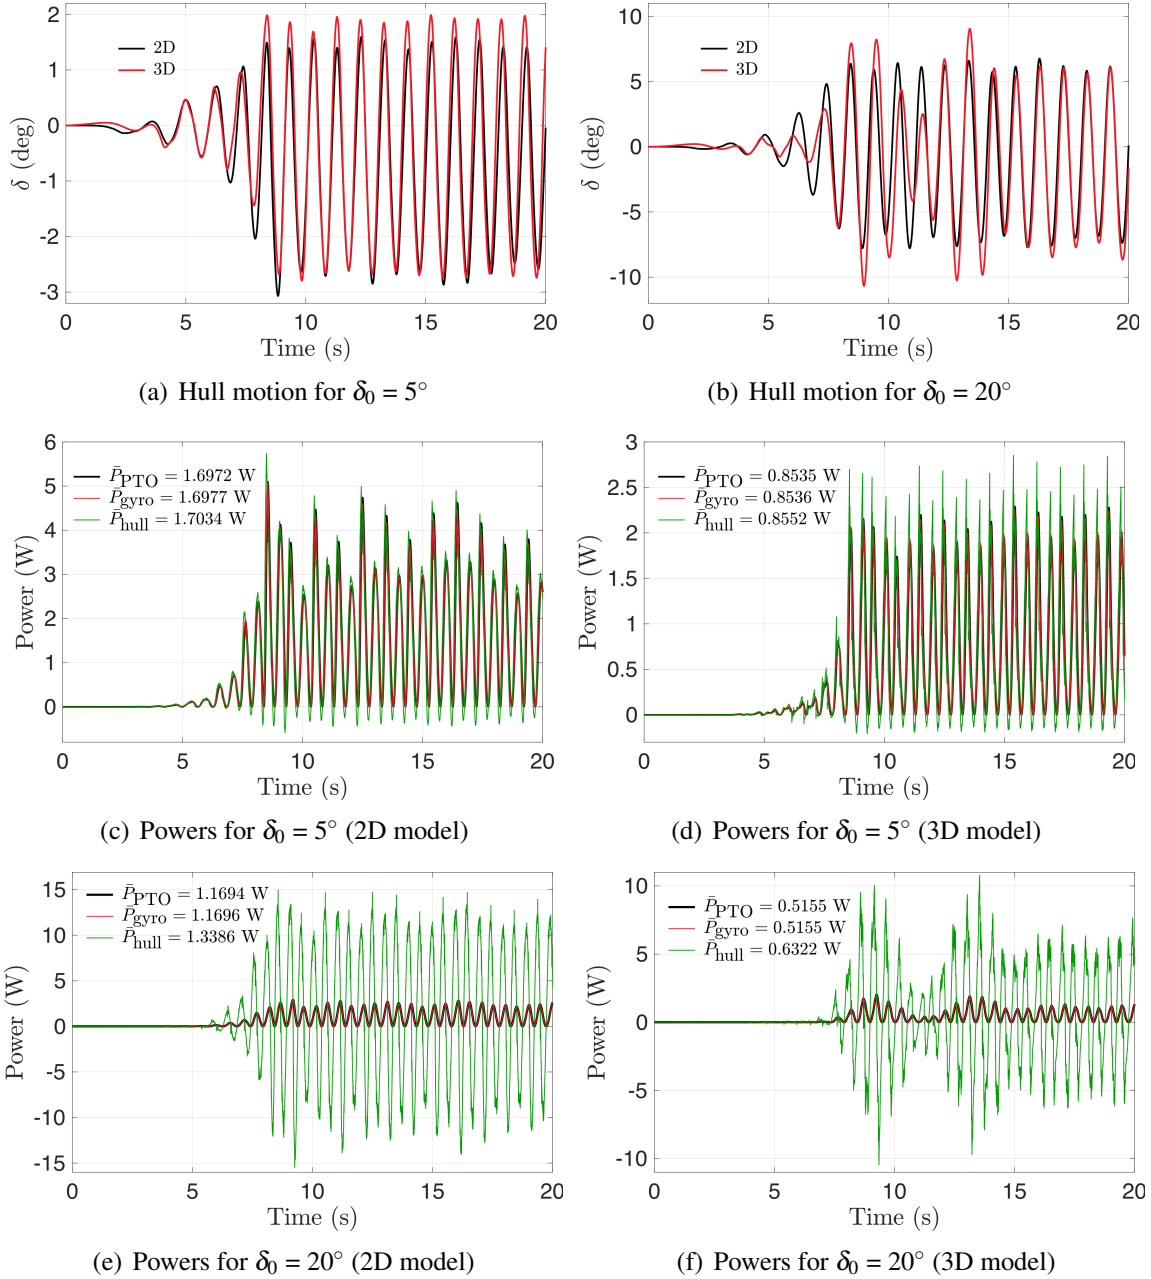 2
1
0
-1
-2
-3
δ (deg)
2D
3D
0 5 10 15 20
Time (s)
(a) Hull motion for δ₀ = 5°
10
5
0
-5
-10
δ (deg)
2D
3D
0 5 10 15 20
Time (s)
(b) Hull motion for δ₀ = 20°
6
5
4
3
2
1
0
Power (W)
P̄PTO = 1.6972 W
P̄gyro = 1.6977 W
P̄hull = 1.7034 W
0 5 10 15 20
Time (s)
(c) Powers for δ₀ = 5° (2D model)
3
2.5
2
1.5
1
0.5
0
Power (W)
P̄PTO = 0.8535 W
P̄gyro = 0.8536 W
P̄hull = 0.8552 W
0 5 10 15 20
Time (s)
(d) Powers for δ₀ = 5° (3D model)
15
10
5
0
-5
-10
-15
Power (W)
P̄PTO = 1.1694 W
P̄gyro = 1.1696 W
P̄hull = 1.3386 W
0 5 10 15 20
Time (s)
(e) Powers for δ₀ = 20° (2D model)
10
5
0
-5
-10
Power (W)
P̄PTO = 0.5155 W
P̄gyro = 0.5155 W
P̄hull = 0.6322 W
0 5 10 15 20
Time (s)
(f) Powers for δ₀ = 20° (3D model)